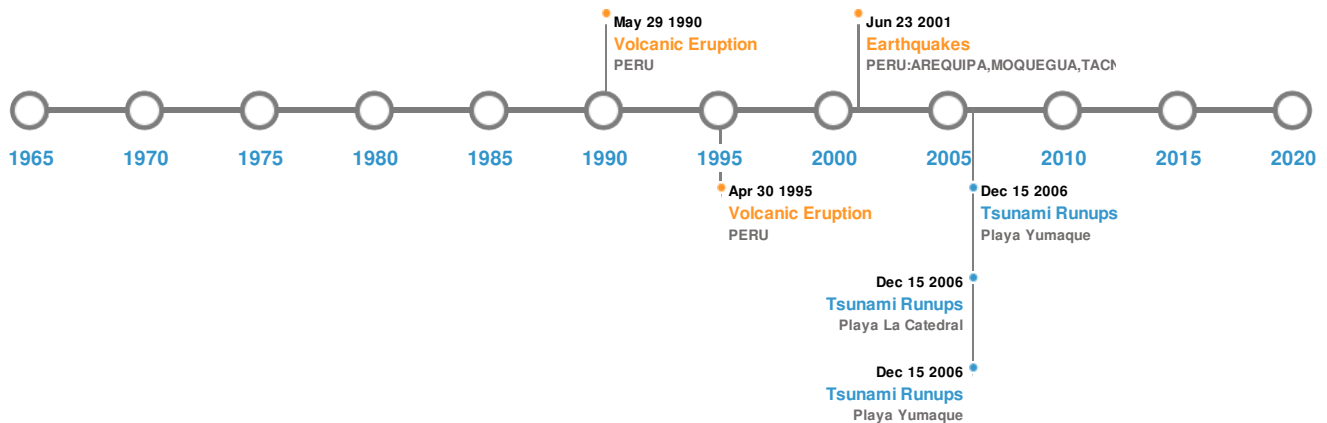 May 29 1990
Volcanic Eruption
PERU
Jun 23 2001
Earthquakes
PERU:AREQUIPA,MOQUEGUA,TACN
1965 1970 1975 1980 1985 1990 1995 2000 2005 2010 2015 2020
Apr 30 1995
Volcanic Eruption
PERU
Dec 15 2006
Tsunami Runups
Playa Yumaque
Dec 15 2006
Tsunami Runups
Playa La Catedral
Dec 15 2006
Tsunami Runups
Playa Yumaque